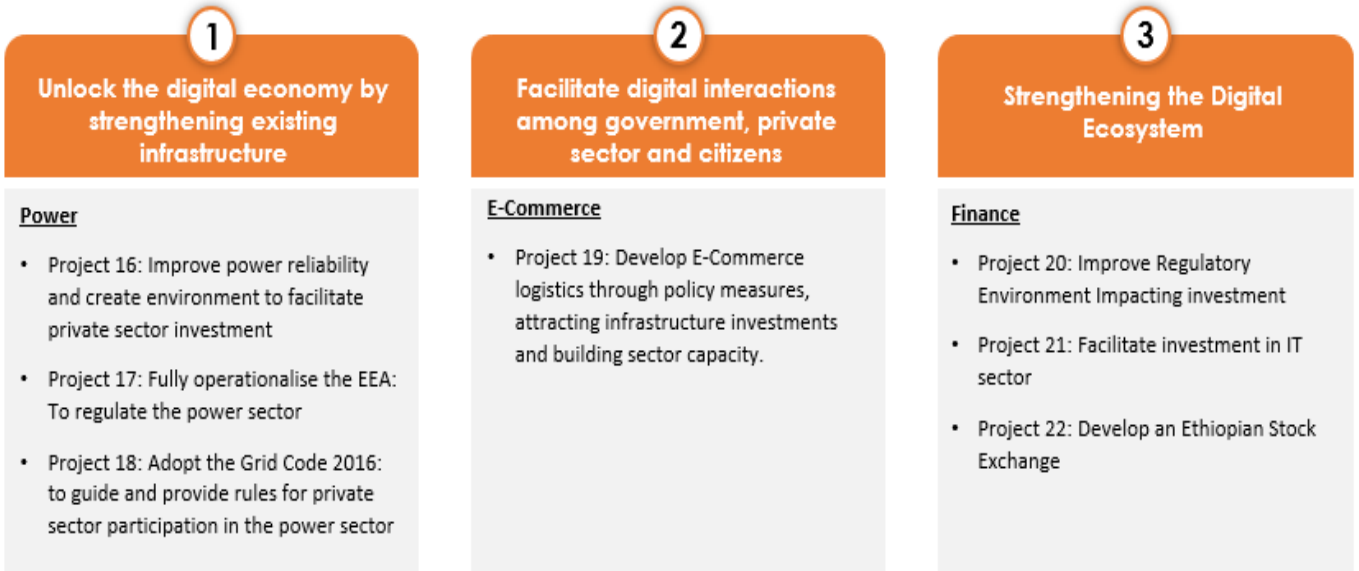 1
Unlock the digital economy by
strengthening existing
infrastructure
Power
• Project 16: Improve power reliability
and create environment to facilitate
private sector investment
• Project 17: Fully operationalise the EEA:
To regulate the power sector
• Project 18: Adopt the Grid Code 2016:
to guide and provide rules for private
sector participation in the power sector
2
Facilitate digital interactions
among government, private
sector and citizens
E-Commerce
• Project 19: Develop E-Commerce
logistics through policy measures,
attracting infrastructure investments
and building sector capacity.
3
Strengthening the Digital
Ecosystem
Finance
• Project 20: Improve Regulatory
Environment Impacting investment
• Project 21: Facilitate investment in IT
sector
• Project 22: Develop an Ethiopian Stock
Exchange